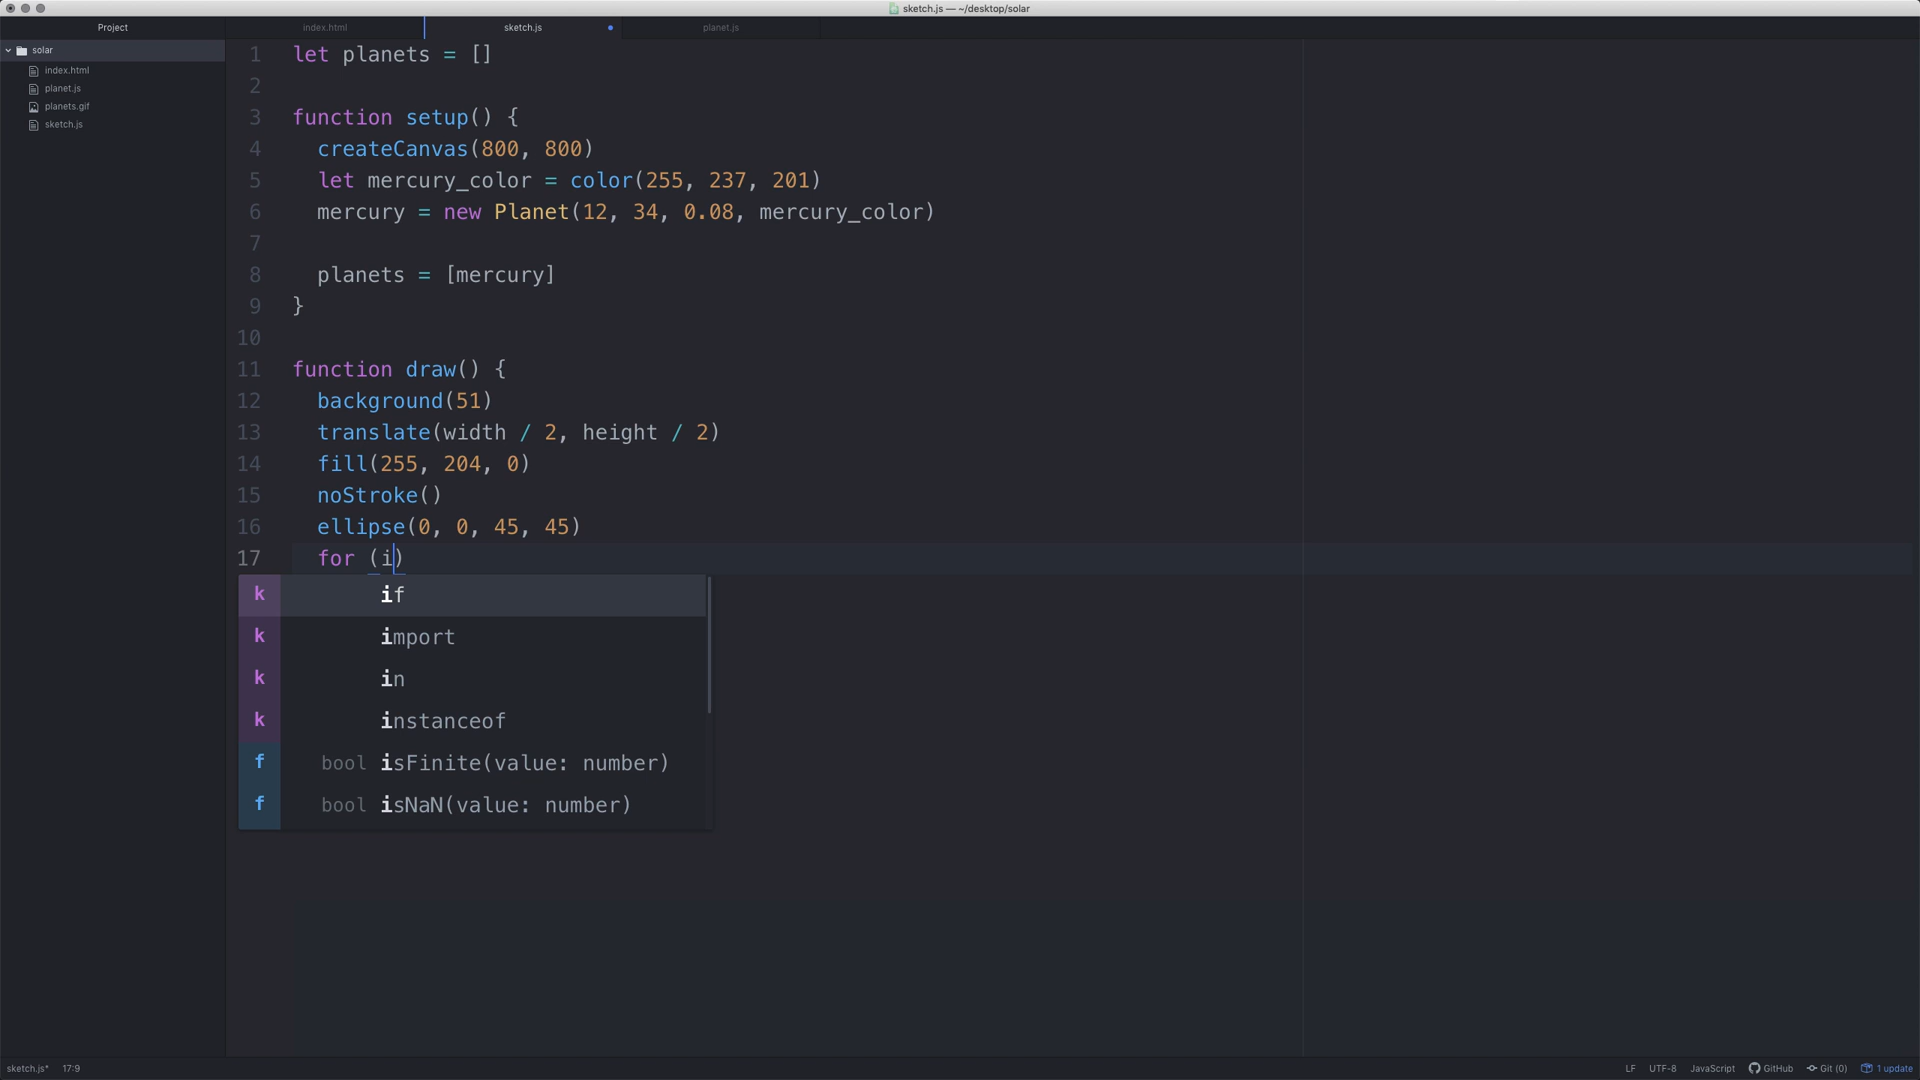 sketch.js — ~/desktop/solar
Project
index.html
sketch.js
planet.js
solar
index.html
planet.js
planets.gif
sketch.js
1 let planets = []
2
3 function setup() {
4 createCanvas(800, 800)
5 let mercury_color = color(255, 237, 201)
6 mercury = new Planet(12, 34, 0.08, mercury_color)
7
8 planets = [mercury]
9 }
10
11 function draw() {
12 background(51)
13 translate(width / 2, height / 2)
14 fill(255, 204, 0)
15 noStroke()
16 ellipse(0, 0, 45, 45)
17 for (i)
k if
k import
k in
k instanceof
f bool isFinite(value: number)
f bool isNaN(value: number)
sketch.js* 17:9 LF UTF-8 JavaScript GitHub Git (0) 1 update